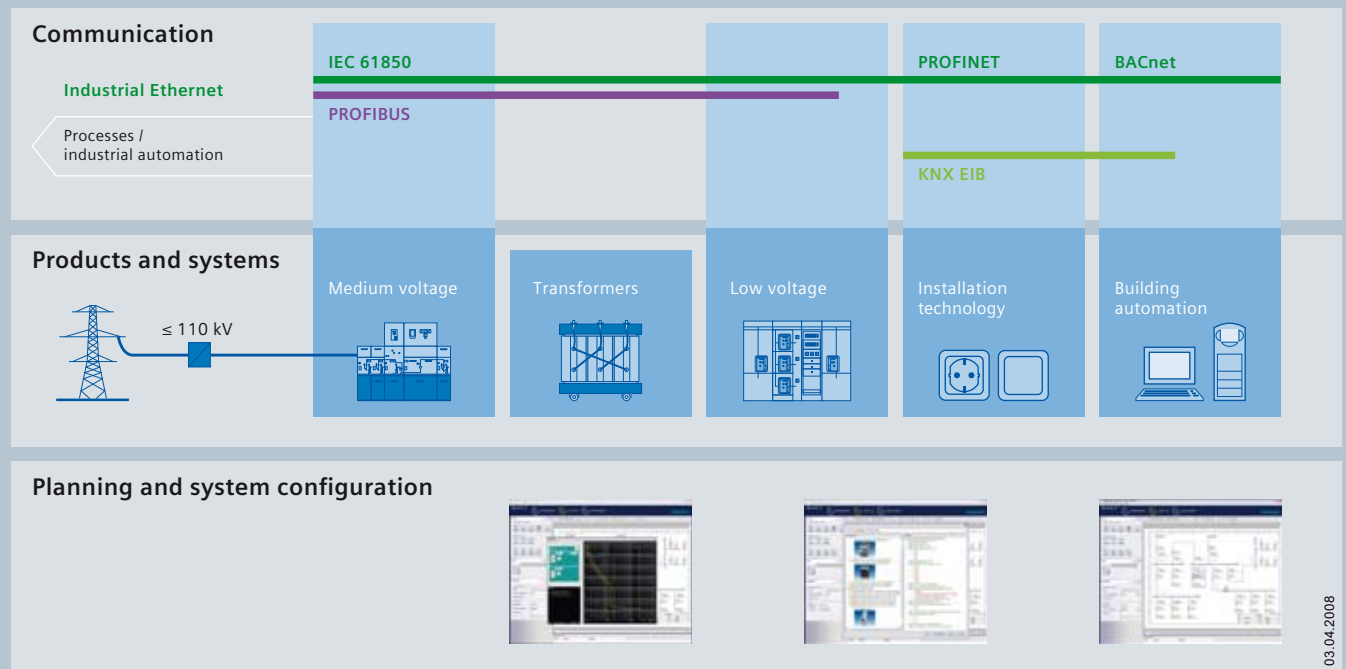 Communication
IEC 61850
PROFINET
BACnet
Industrial Ethernet
PROFIBUS
Processes /
industrial automation
KNX EIB
Products and systems
Medium voltage
Transformers
Low voltage
Installation
technology
Building
automation
≤ 110 kV
Planning and system configuration
03.04.2008